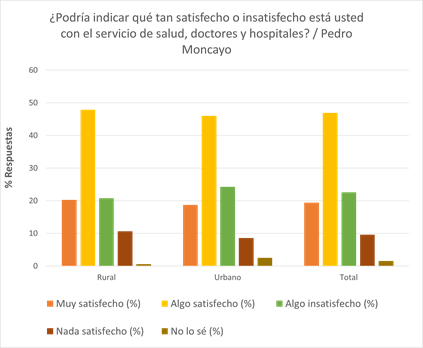 ¿Podría indicar qué tan satisfecho o insatisfecho está usted
con el servicio de salud, doctores y hospitales? / Pedro
Moncayo
60
50
40
30
20
10
0
% Respuestas
Rural Urbano Total
Muy satisfecho (%) Algo satisfecho (%) Algo insatisfecho (%)
Nada satisfecho (%) No lo sé (%)